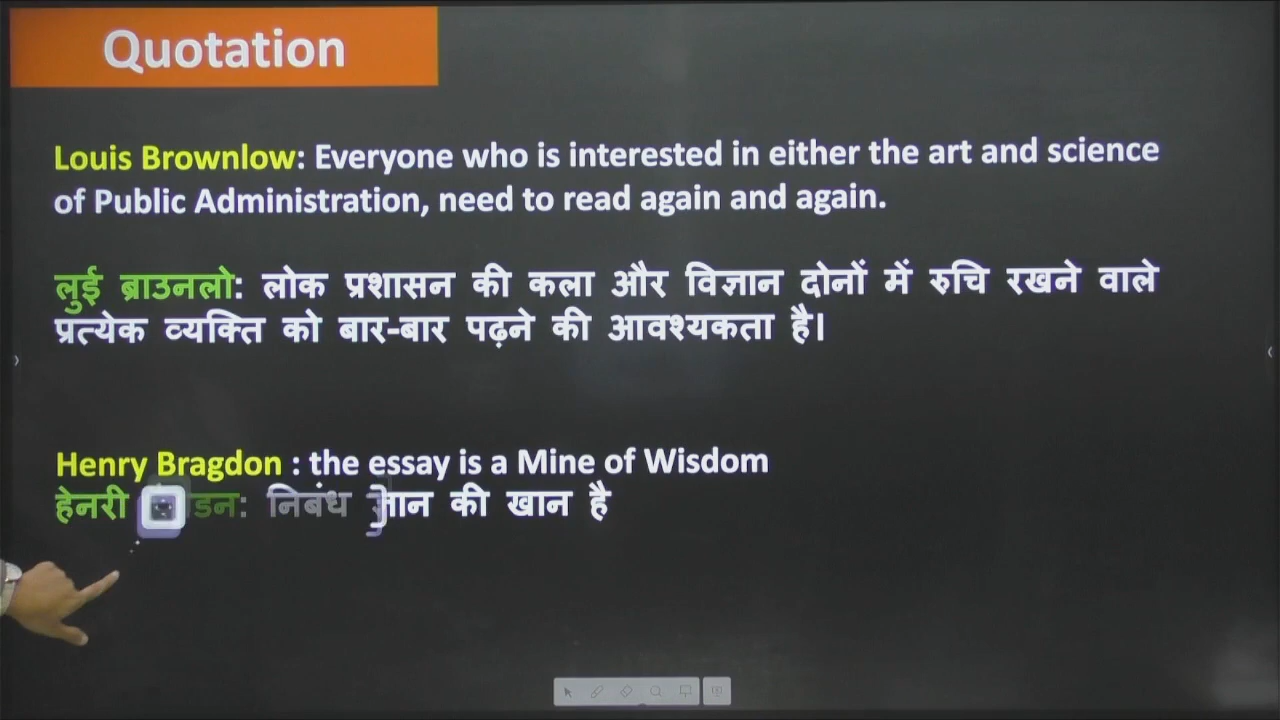 Quotation
Louis Brownlow: Everyone who is interested in either the art and science
of Public Administration, need to read again and again.
लुई ब्राउनलो: लोक प्रशासन की कला और विज्ञान दोनों में रुचि रखने वाले
प्रत्येक व्यक्ति को बार-बार पढ़ने की आवश्यकता है।
Henry Bragdon : the essay is a Mine of Wisdom
हेनरी निबंध की खान है